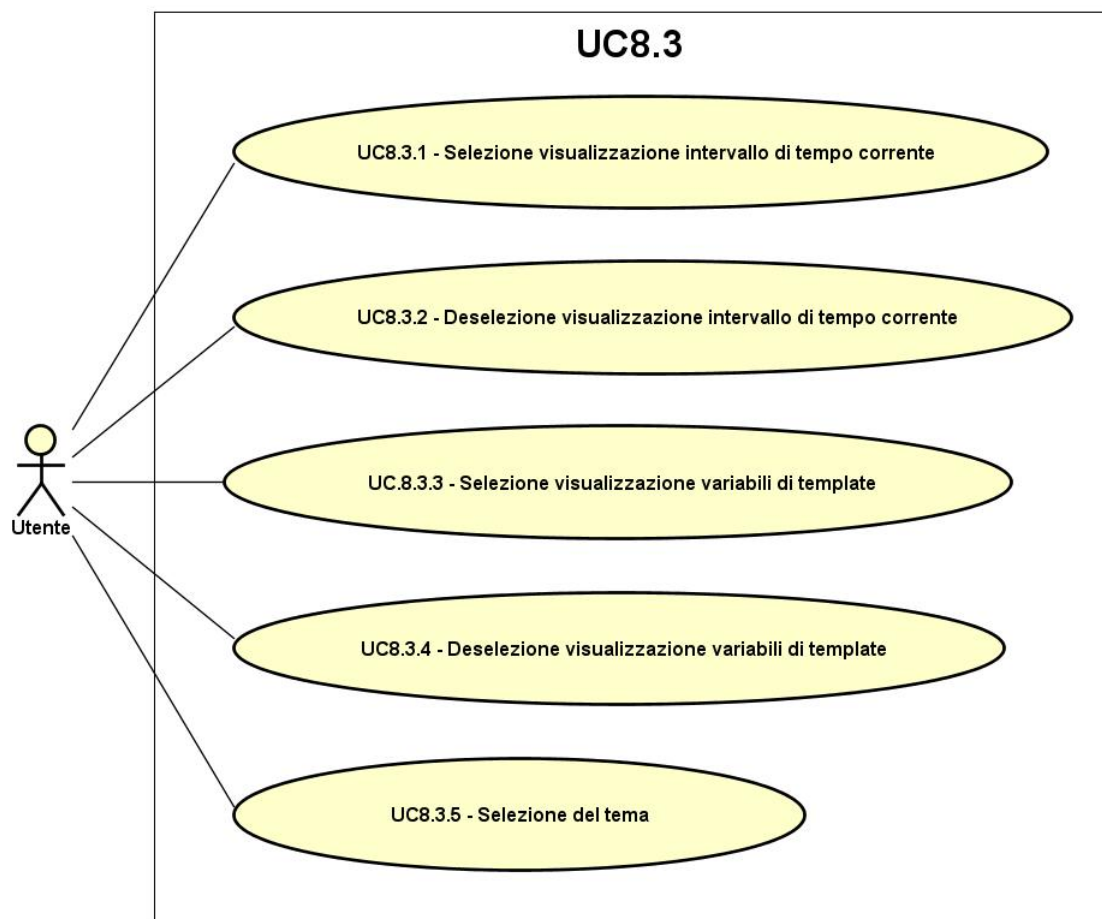 UC8.3
UC8.3.1 - Selezione visualizzazione intervallo di tempo corrente
UC8.3.2 - Deselezione visualizzazione intervallo di tempo corrente
UC.8.3.3 - Selezione visualizzazione variabili di template
Utente
UC8.3.4 - Deselezione visualizzazione variabili di template
UC8.3.5 - Selezione del tema